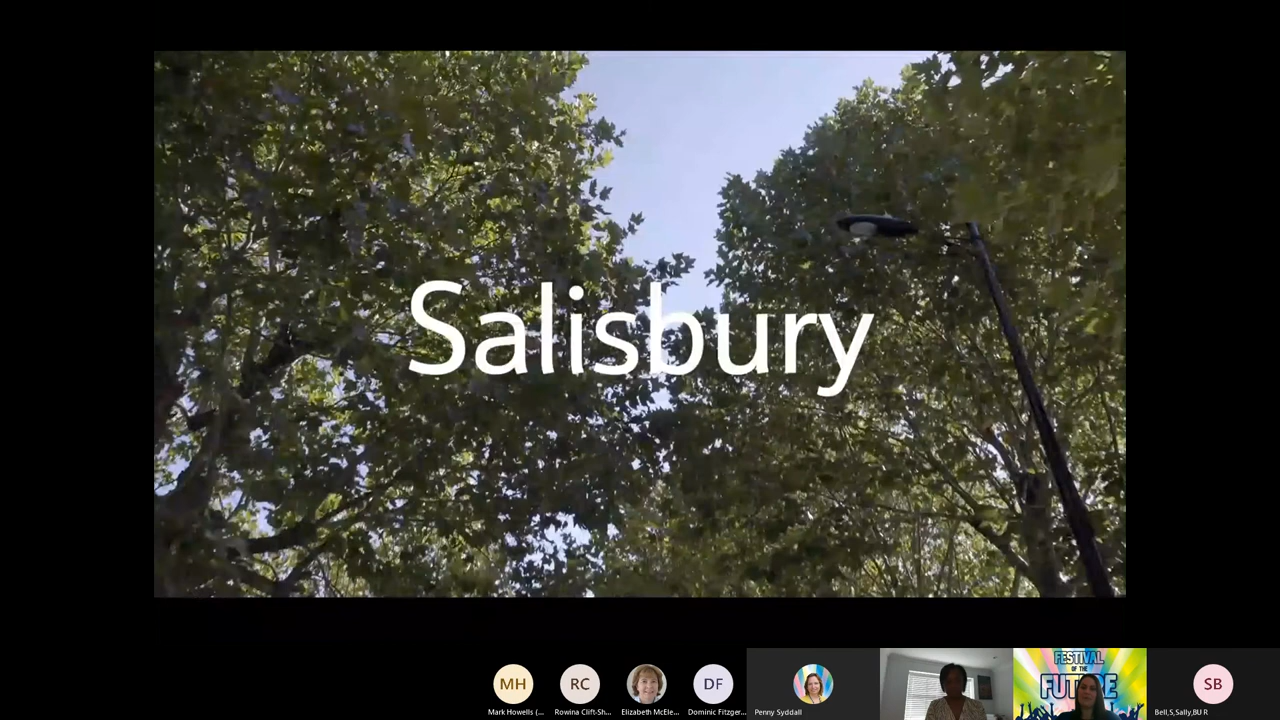 Salisbury
FESTIVAL
OF THE
FUTURE
MH
RC
DF
SB
Mark Howells (...
Rowina Clift-Sh...
Elizabeth McEle...
Dominic Fitzger...
Penny Syddall
Bell,S,Sally,BU R